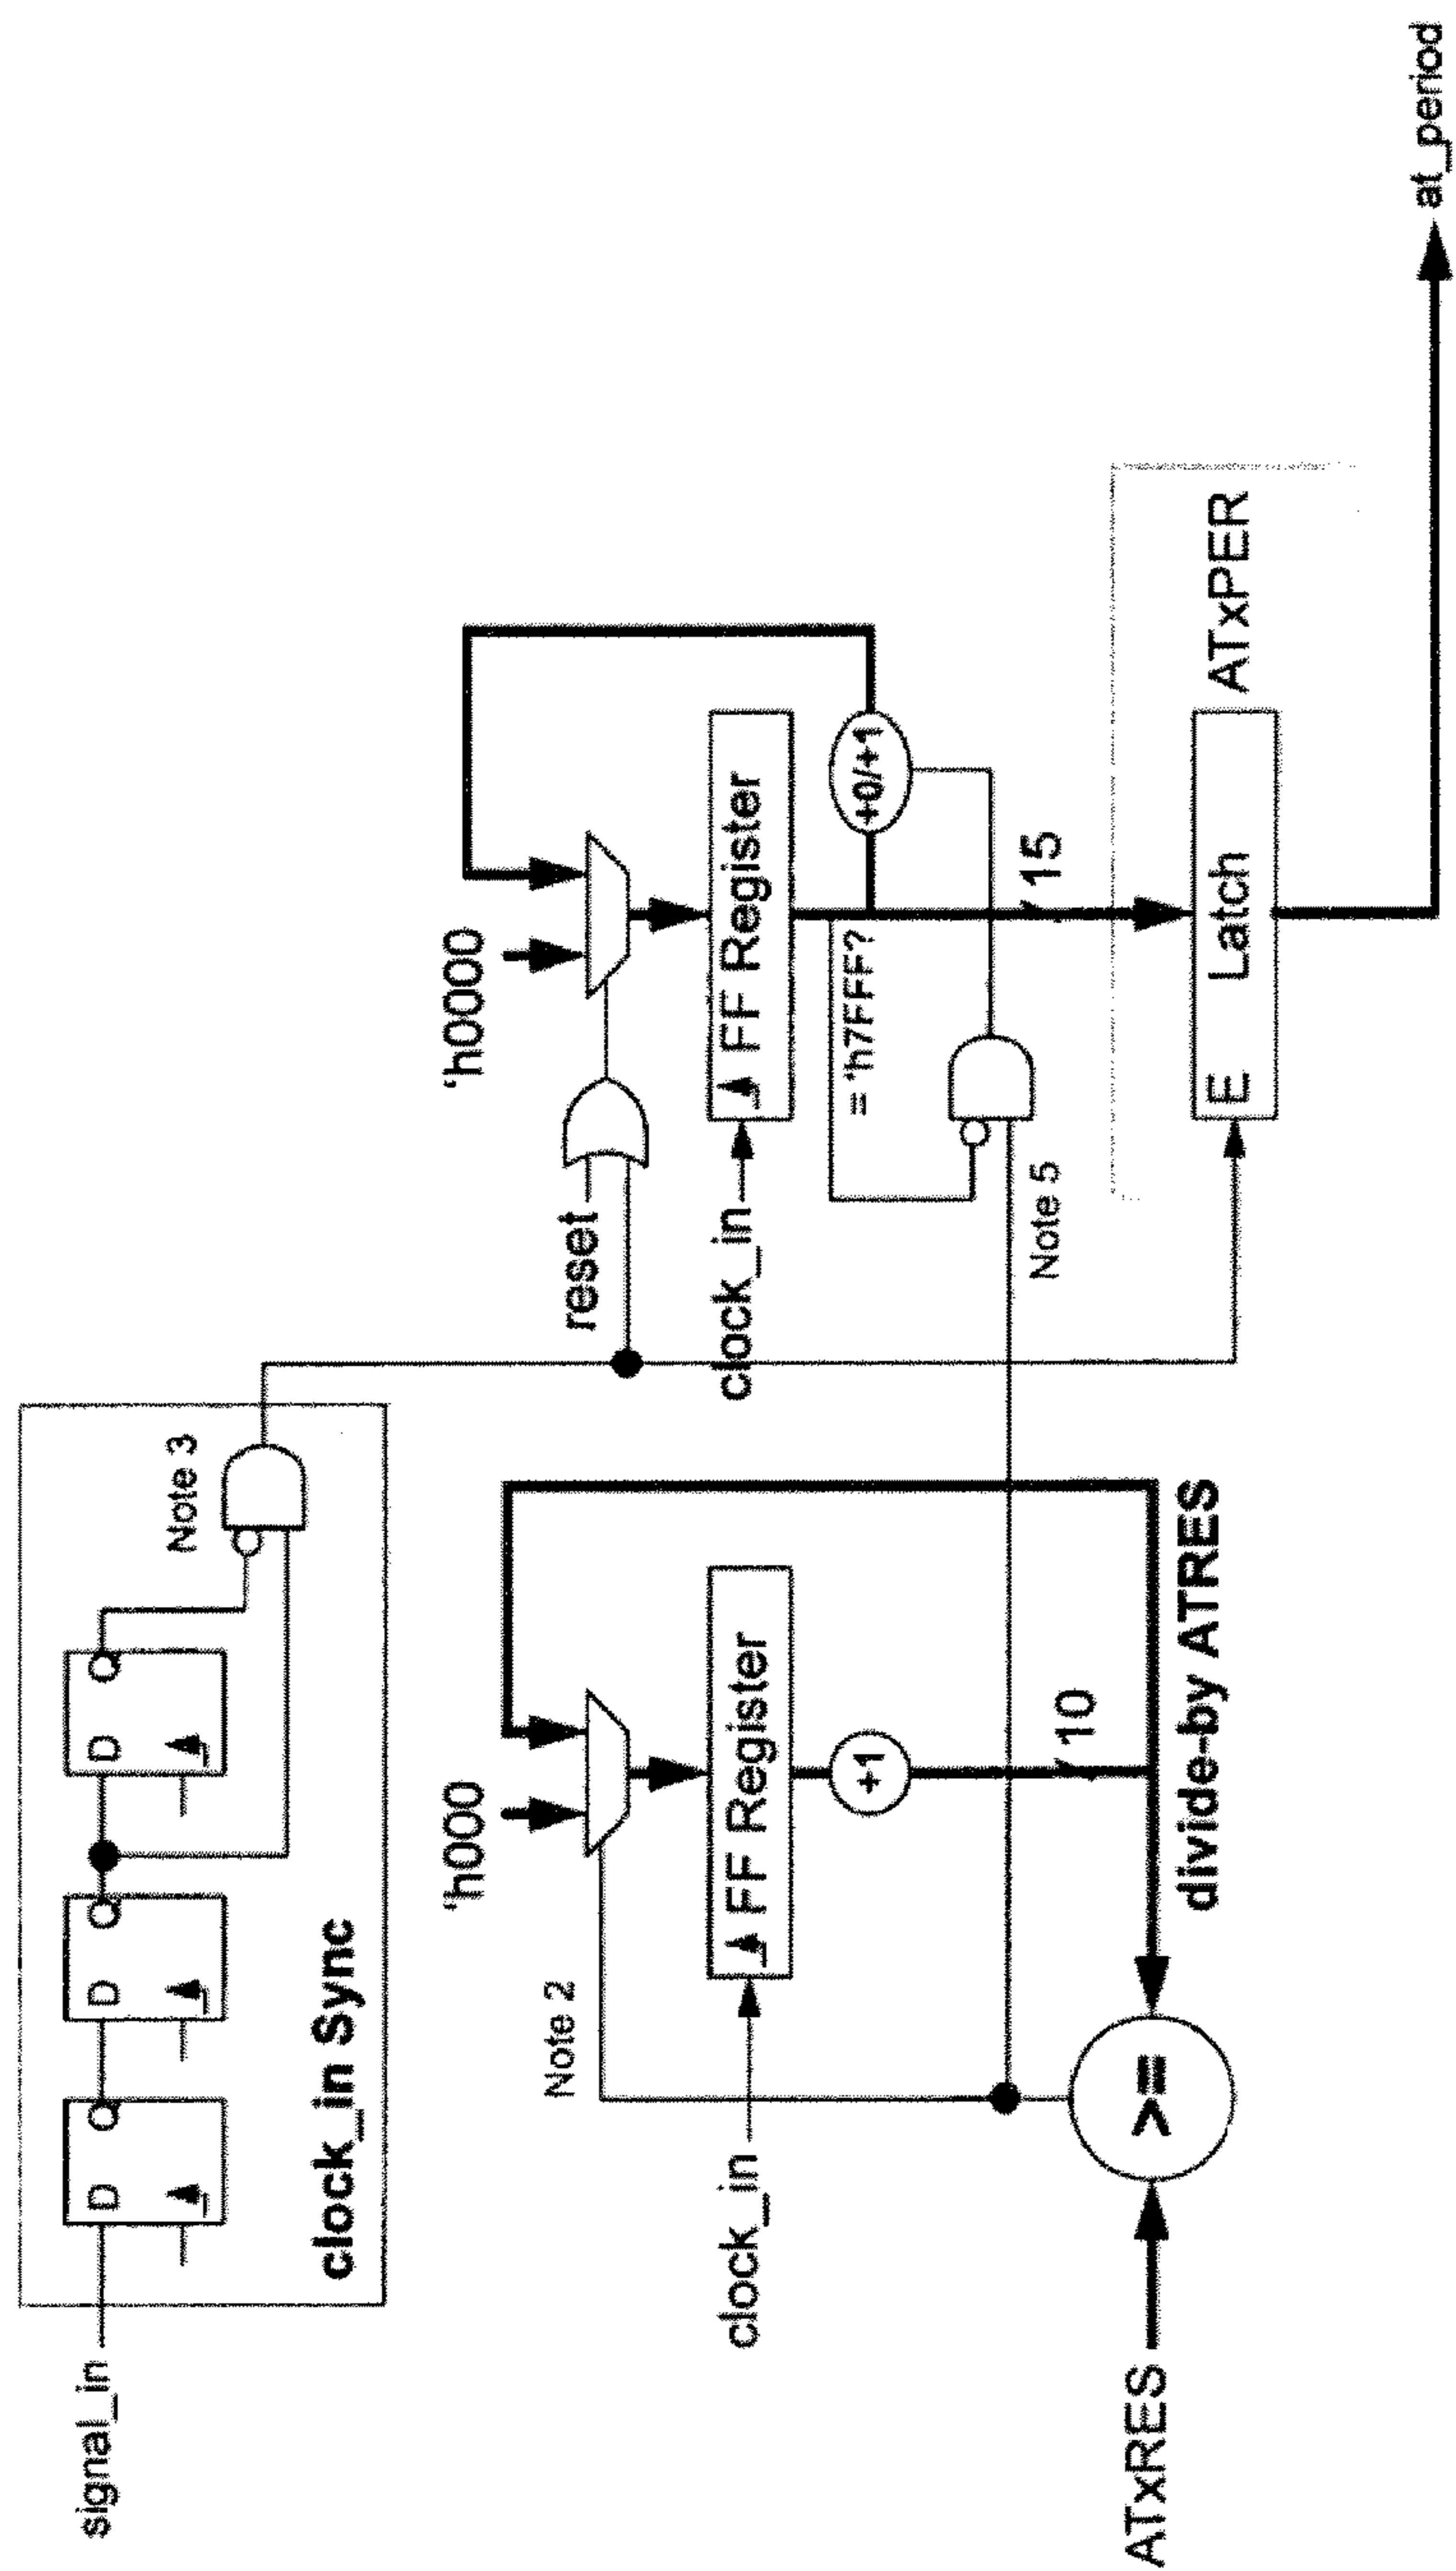 signal_in
D
Q
D
Q
D
Q
Note 3
clock_in Sync
'h000
Note 2
clock_in
FF Register
+1
10
ATxRES
>=
divide-by ATRES
'h0000
reset
clock_in
FF Register
+0/+1
= 'h7FFF?
15
Note 5
E Latch
ATxPER
at_period